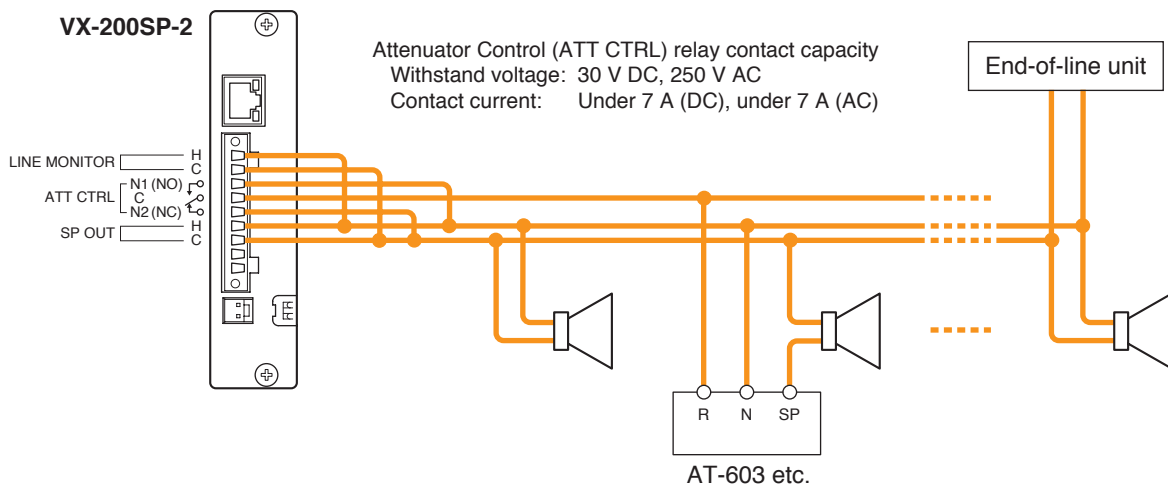 VX-200SP-2
Attenuator Control (ATT CTRL) relay contact capacity
Withstand voltage: 30 V DC, 250 V AC
Contact current: Under 7 A (DC), under 7 A (AC)
End-of-line unit
LINE MONITOR
H
C
ATT CTRL
N1 (NO)
C
N2 (NC)
SP OUT
H
C
R N SP
AT-603 etc.